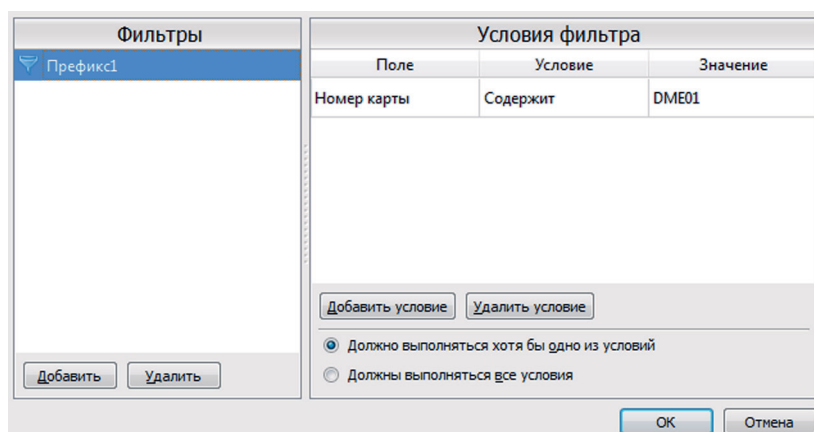 Фильтры
Префикс1
Добавить Удалить
Условия фильтра
Поле Условие Значение
Номер карты Содержит DME01
Добавить условие Удалить условие
Должно выполняться хотя бы одно из условий
Должны выполняться все условия
OK Отмена